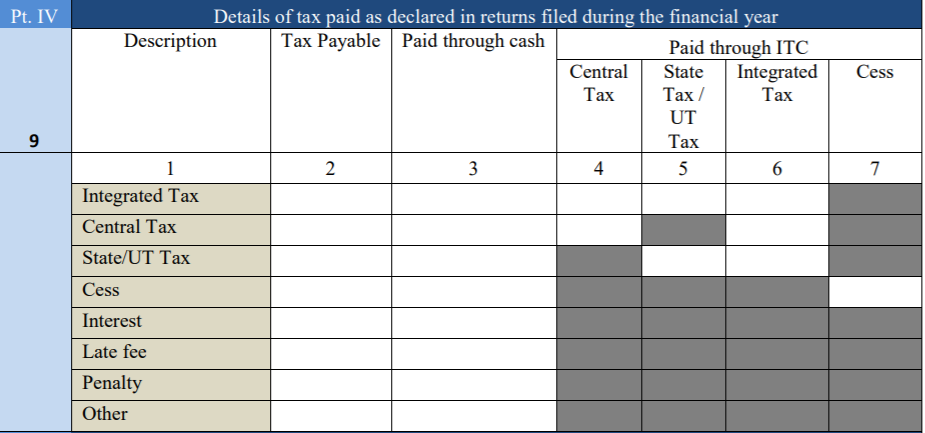 Pt. IV Details of tax paid as declared in returns filed during the financial year
Description Tax Payable Paid through cash Paid through ITC
Central State Integrated Cess
Tax Tax / Tax
UT
9 Tax
1 2 3 4 5 6 7
Integrated Tax
Central Tax
State/UT Tax
Cess
Interest
Late fee
Penalty
Other